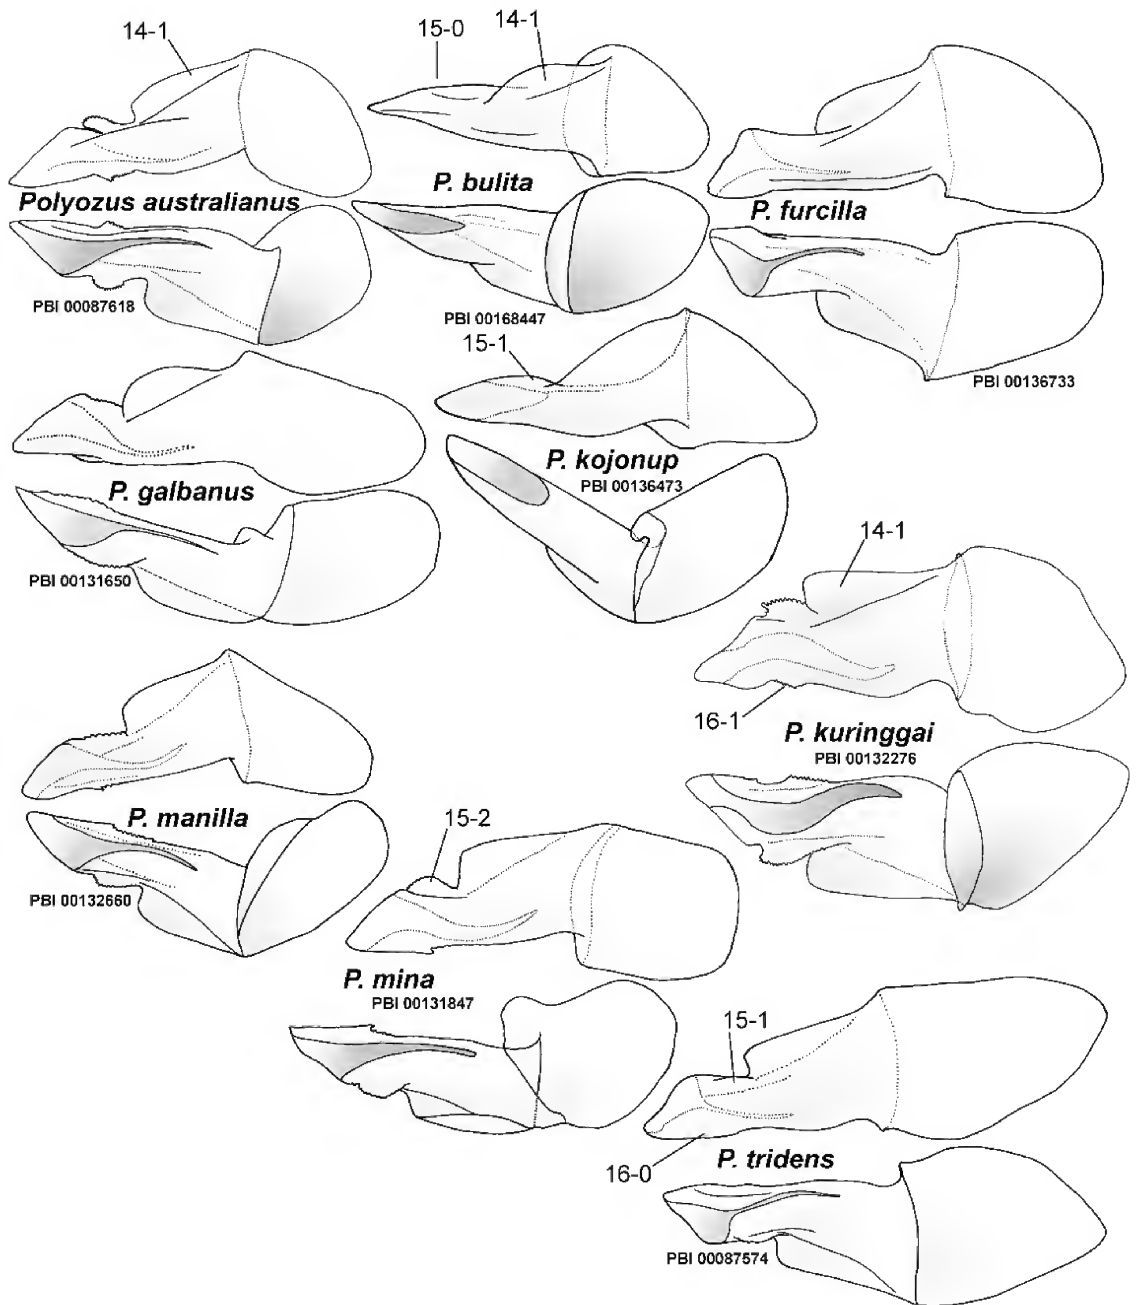 14-1
15-0
14-1
Polyozus australianus
P. bulita
P. furcilla
PBI 00087618
PBI 00168447
15-1
PBI 00136733
P. galbanus
P. kojonup
PBI 00136473
14-1
PBI 00131650
16-1
P. kuringgai
PBI 00132276
P. manilla
15-2
PBI 00132660
P. mina
PBI 00131847
15-1
16-0
P. tridens
PBI 00087574